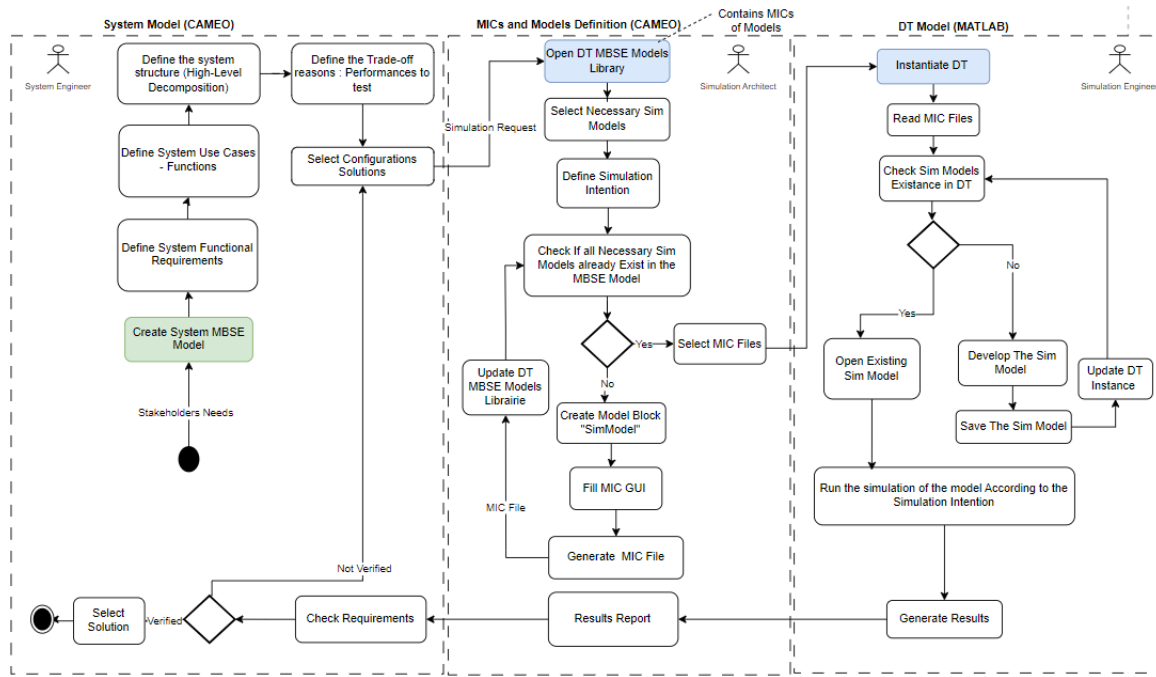 System Model (CAMEO)
System Engineer
Define the system
structure (High-Level
Decomposition)
Define the Trade-off
reasons : Performances to
test
Define System Use Cases
- Functions
Select Configurations
Solutions
Define System Functional
Requirements
Create System MBSE
Model
Stakeholders Needs
Not Verified
Select
Solution
Verified
Check Requirements
Simulation Request
MICs and Models Definition (CAMEO)
Contains MICs
of Models
Simulation Architect
Open DT MBSE Models
Library
Select Necessary Sim
Models
Define Simulation
Intention
Check If all Necessary Sim
Models already Exist in the
MBSE Model
Yes
Select MIC Files
No
Update DT
MBSE Models
Librairie
Create Model Block
"SimModel"
Fill MIC GUI
MIC File
Generate MIC File
Results Report
DT Model (MATLAB)
Simulation Enginee
Instantiate DT
Read MIC Files
Check Sim Models
Existance in DT
No
Yes
Open Existing
Sim Model
Develop The Sim
Model
Update DT
Instance
Save The Sim Model
Run the simulation of the model According to the
Simulation Intention
Generate Results